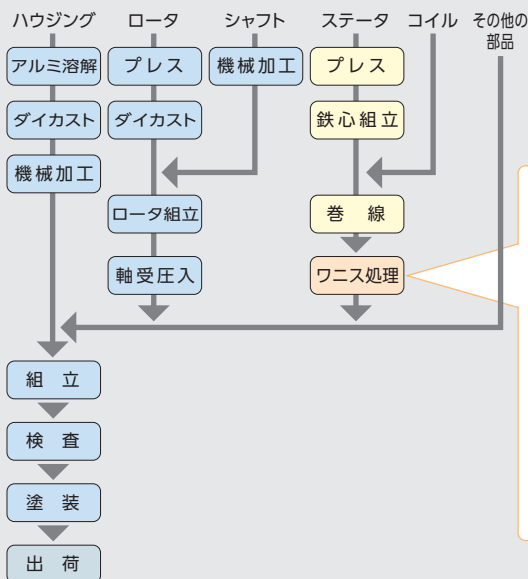 ハウジング
ロータ
シャフト
ステータ
コイル
その他の
部品
アルミ溶解
プレス
機械加工
プレス
ダイカスト
ダイカスト
鉄心組立
機械加工
ロータ組立
巻 線
軸受圧入
ワニス処理
組 立
検 査
塗 装
出 荷